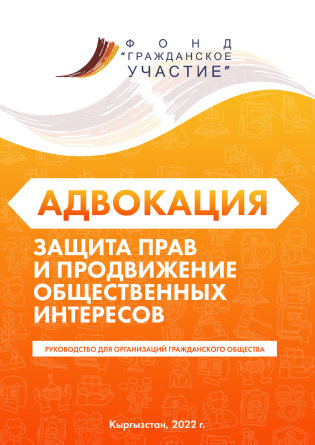 ФОНД
"ГРАЖДАНСКОЕ
УЧАСТИЕ"
АДВОКАЦИЯ
ЗАЩИТА ПРАВ
И ПРОДВИЖЕНИЕ
ОБЩЕСТВЕННЫХ
ИНТЕРЕСОВ
РУКОВОДСТВО ДЛЯ ОРГАНИЗАЦИЙ ГРАЖДАНСКОГО ОБЩЕСТВА
Кыргызстан, 2022 г.